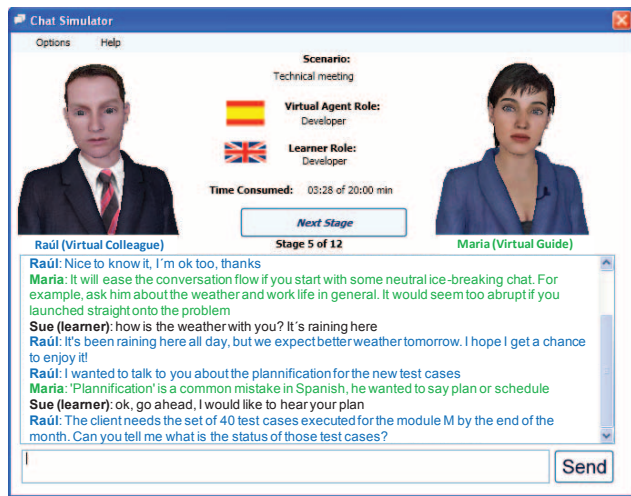 Chat Simulator
Options Help
Scenario:
Technical meeting
Virtual Agent Role:
Developer
Learner Role:
Developer
Time Consumed: 03:28 of 20:00 min
Next Stage
Raúl (Virtual Colleague) Stage 5 of 12 Maria (Virtual Guide)
Raúl: Nice to know it, I´m ok too, thanks
Maria: It will ease the conversation flow if you start with some neutral ice-breaking chat. For
example, ask him about the weather and work life in general. It would seem too abrupt if you
launched straight onto the problem
Sue (learner): how is the weather with you? It´s raining here
Raúl: It's been raining here all day, but we expect better weather tomorrow. I hope I get a chance
to enjoy it!
Raúl: I wanted to talk to you about the plannification for the new test cases
Maria: 'Plannification' is a common mistake in Spanish, he wanted to say plan or schedule
Sue (learner): ok, go ahead, I would like to hear your plan
Raúl: The client needs the set of 40 test cases executed for the module M by the end of the
month. Can you tell me what is the status of those test cases?
Send